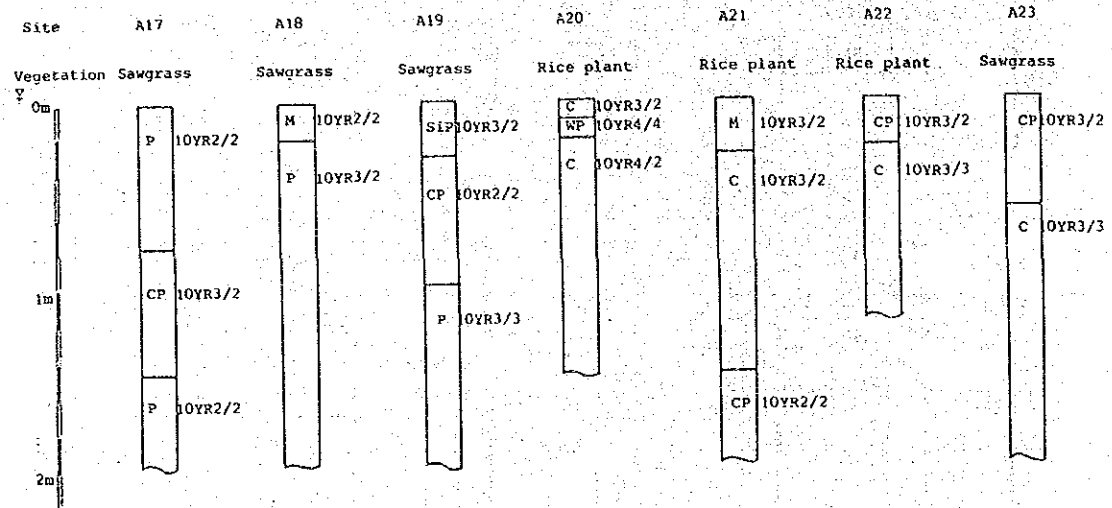 Site A17 A18 A19 A20 A21 A22 A23
Vegetation Sawgrass Sawgrass Sawgrass Rice plant Rice plant Rice plant Sawgrass
0m
C 10YR3/2
M 10YR2/2 SiP 10YR3/2 WP 10YR4/4 M 10YR3/2 CP 10YR3/2 CP 10YR3/2
P 10YR2/2
P 10YR3/2 CP 10YR2/2 C 10YR4/2 C 10YR3/2 C 10YR3/3
C 10YR3/3
1m CP 10YR3/2
P 10YR3/3
P 10YR2/2 CP 10YR2/2
2m